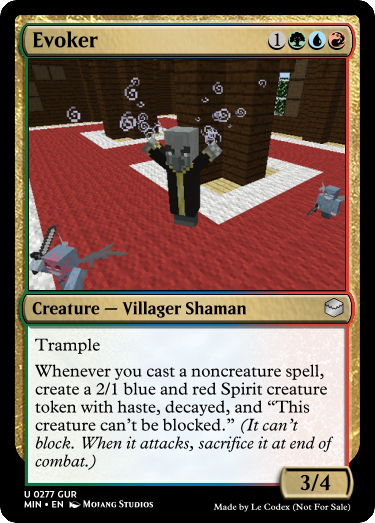 Evoker 1
Creature — Villager Shaman
Trample
Whenever you cast a noncreature spell,
create a 2/1 blue and red Spirit creature
token with haste, decayed, and “This
creature can’t be blocked.” (It can’t
block. When it attacks, sacrifice it at end of
combat.)
3/4
U 0277 GUR
MIN • EN Mojang Studios
Made by Le Codex (Not For Sale)